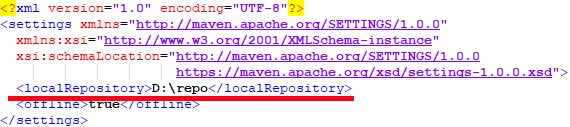 <?xml version="1.0" encoding="UTF-8"?>
<settings xmlns="http://maven.apache.org/SETTINGS/1.0.0"
xmlns:xsi="http://www.w3.org/2001/XMLSchema-instance"
xsi:schemaLocation="http://maven.apache.org/SETTINGS/1.0.0
https://maven.apache.org/xsd/settings-1.0.0.xsd">
<localRepository>D:\repo</localRepository>
<offline>true</offline>
</settings>